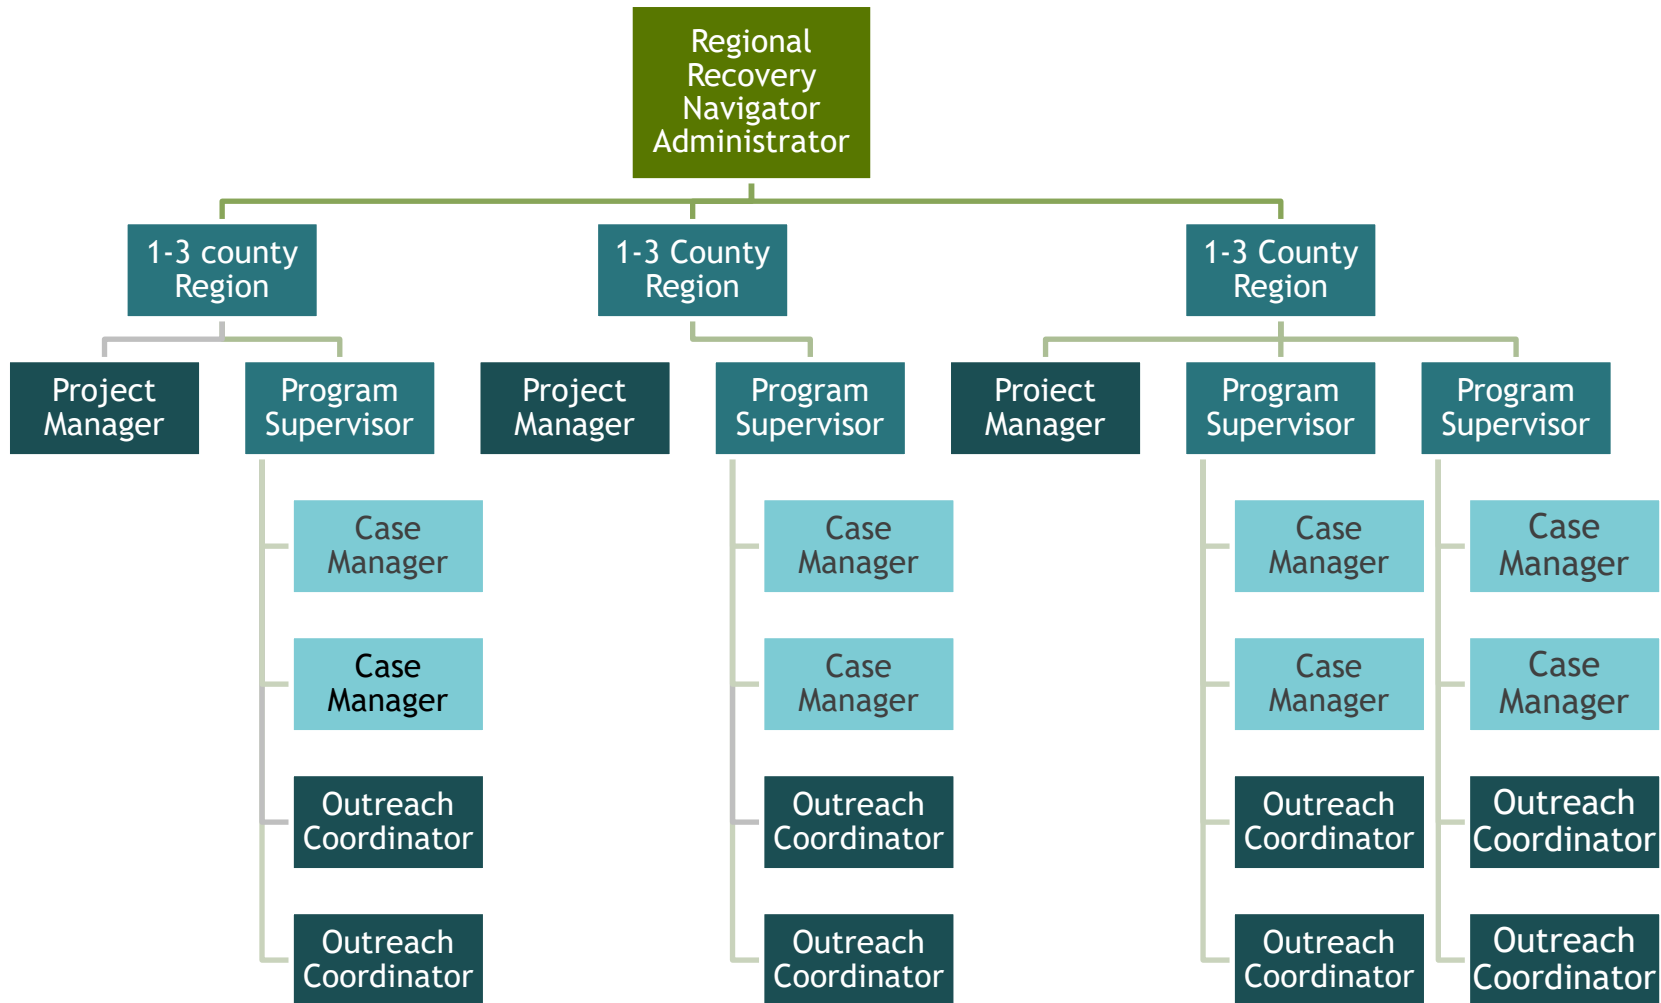 Regional
Recovery
Navigator
Administrator
1-3 county
Region
1-3 County
Region
1-3 County
Region
Project
Manager
Program
Supervisor
Project
Manager
Program
Supervisor
Project
Manager
Program
Supervisor
Program
Supervisor
Case
Manager
Case
Manager
Case
Manager
Case
Manager
Case
Manager
Case
Manager
Case
Manager
Case
Manager
Outreach
Coordinator
Outreach
Coordinator
Outreach
Coordinator
Outreach
Coordinator
Outreach
Coordinator
Outreach
Coordinator
Outreach
Coordinator
Outreach
Coordinator